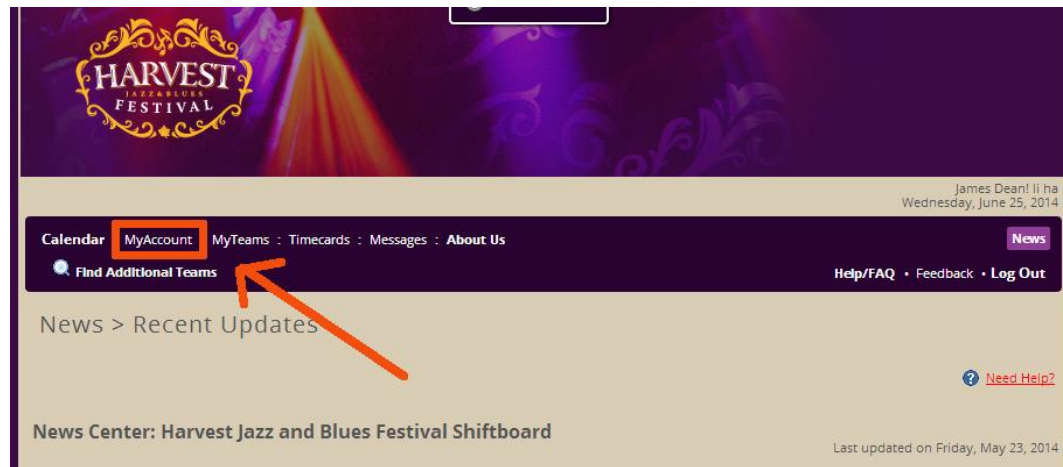 HARVEST
JAZZ & BLUES
FESTIVAL
James Dean! li ha
Wednesday, June 25, 2014
Calendar MyAccount MyTeams : Timecards : Messages : About Us News
Find Additional Teams Help/FAQ • Feedback • Log Out
News > Recent Updates
? Need Help?
News Center: Harvest Jazz and Blues Festival Shiftboard
Last updated on Friday, May 23, 2014